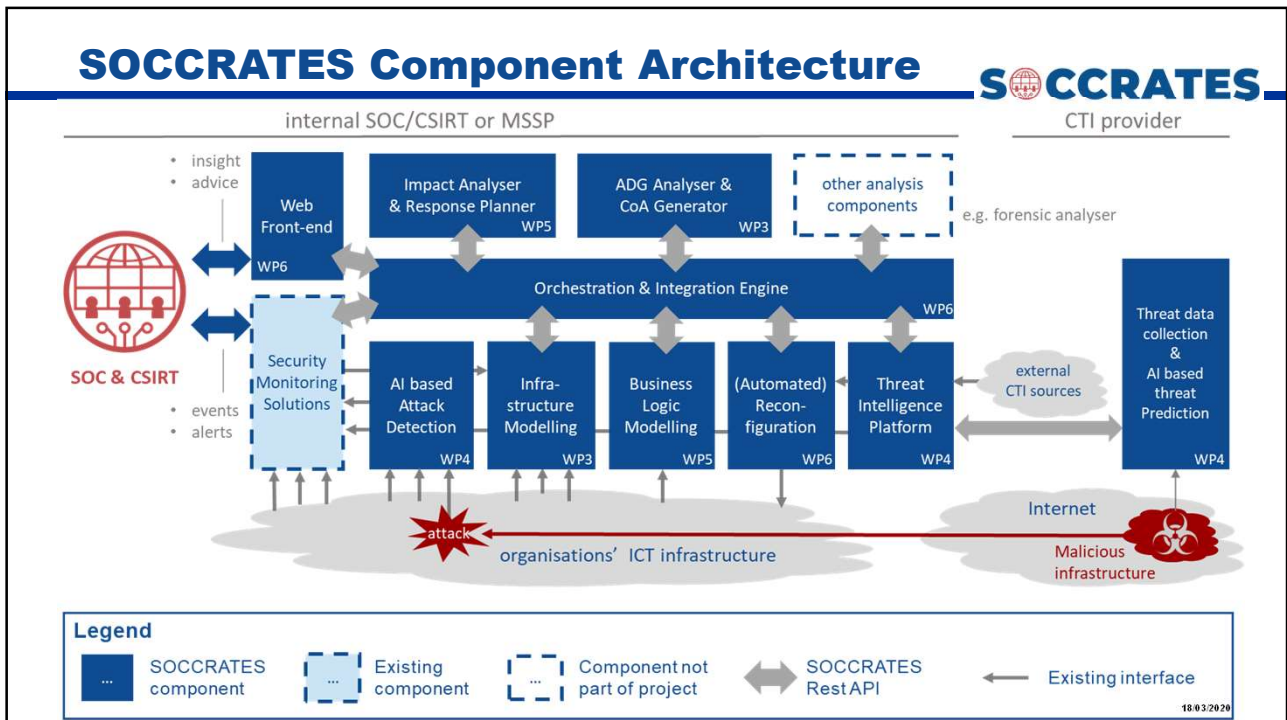 SOCCRATES Component Architecture
SOCCRATES
internal SOC/CSIRT or MSSP
CTI provider
• insight
• advice
Web
Front-end
WP6
Impact Analyser
& Response Planner
WP5
ADG Analyser &
CoA Generator
WP3
other analysis
components
e.g. forensic analyser
Orchestration & Integration Engine
WP6
SOC & CSIRT
• events
• alerts
Security
Monitoring
Solutions
AI based
Attack
Detection
WP4
Infra-
structure
Modelling
WP3
Business
Logic
Modelling
WP5
(Automated)
Recon-
figuration
WP6
Threat
Intelligence
Platform
WP4
external
CTI sources
Threat data
collection
&
AI based
threat
Prediction
WP4
attack
organisations' ICT infrastructure
Internet
Malicious
infrastructure
Legend
...
SOCCRATES
component
...
Existing
component
...
Component not
part of project
SOCCRATES
Rest API
Existing interface
18/03/2020